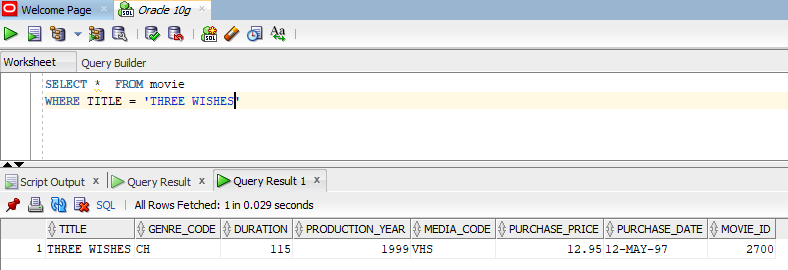 Welcome Page x Oracle 10g x
Worksheet Query Builder
SELECT * FROM movie
WHERE TITLE = 'THREE WISHES'
Script Output x Query Result x Query Result 1 x
SQL | All Rows Fetched: 1 in 0.029 seconds
TITLE GENRE_CODE DURATION PRODUCTION_YEAR MEDIA_CODE PURCHASE_PRICE PURCHASE_DATE MOVIE_ID
1 THREE WISHES CH 115 1999 VHS 12.95 12-MAY-97 2700